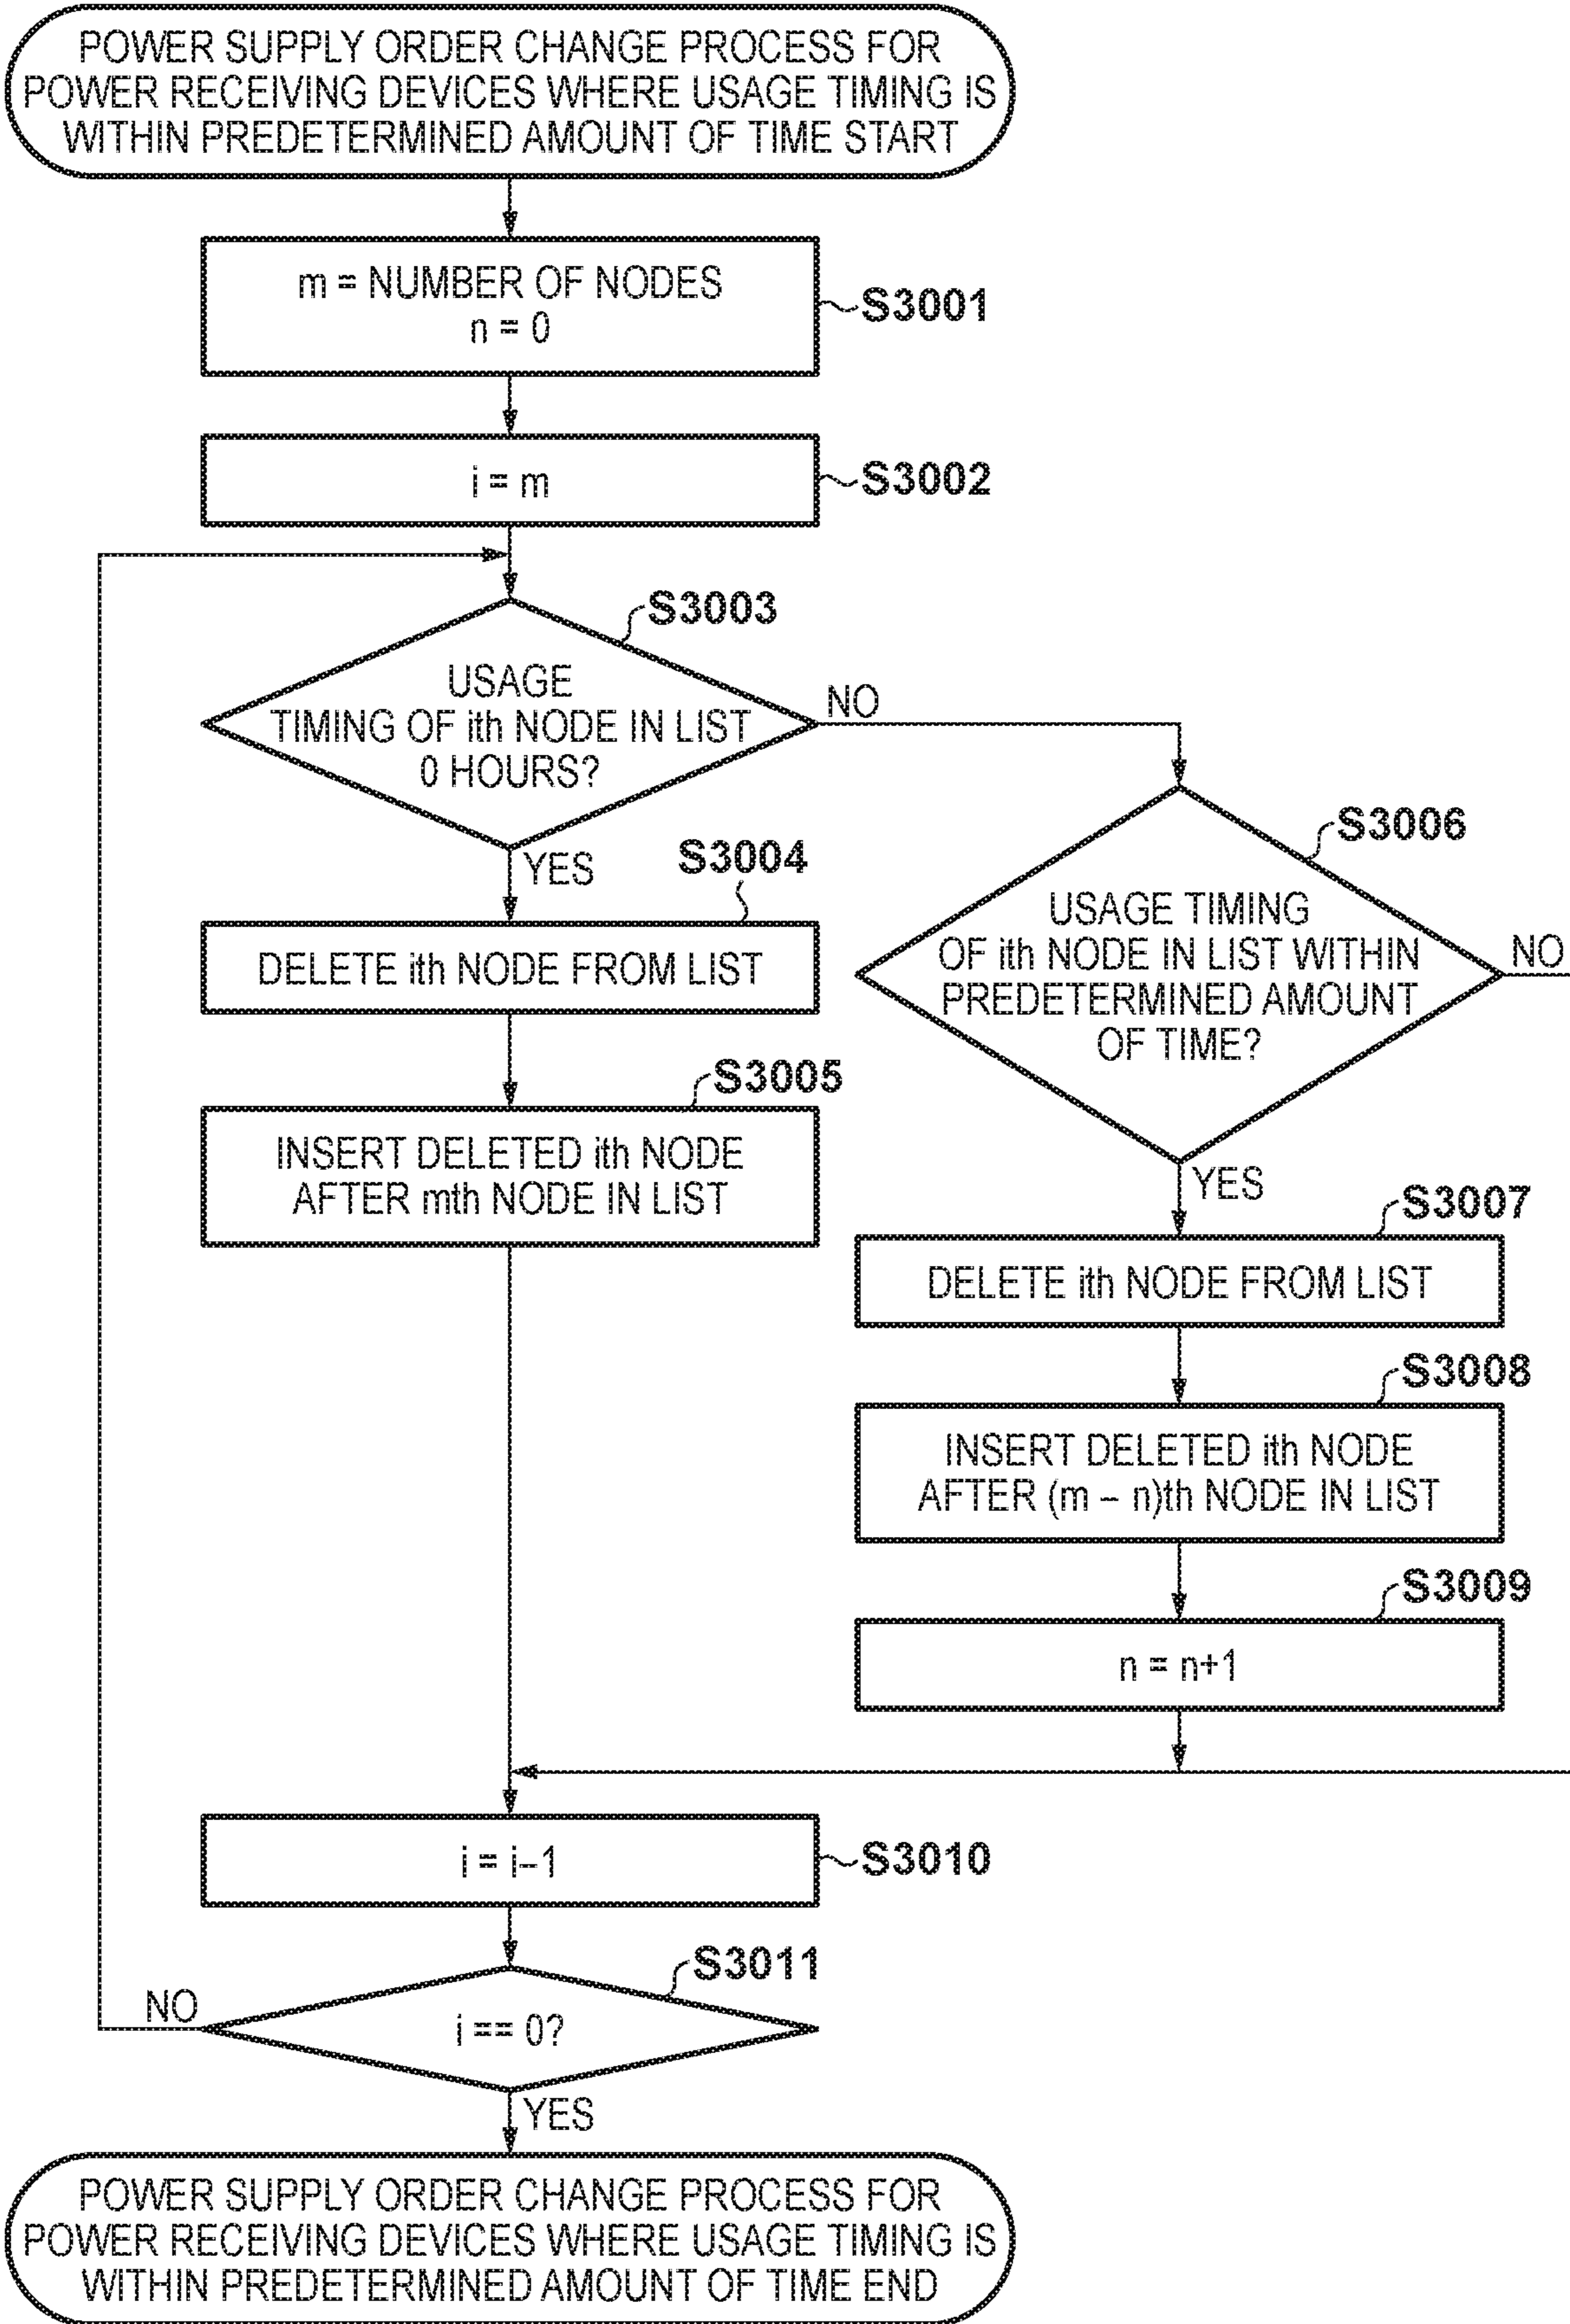 POWER SUPPLY ORDER CHANGE PROCESS FOR
POWER RECEIVING DEVICES WHERE USAGE TIMING IS
WITHIN PREDETERMINED AMOUNT OF TIME START
m = NUMBER OF NODES
n = 0
S3001
i = m
S3002
S3003
USAGE
TIMING OF ith NODE IN LIST
0 HOURS?
NO
YES
S3004
DELETE ith NODE FROM LIST
S3005
INSERT DELETED ith NODE
AFTER mth NODE IN LIST
S3006
USAGE TIMING
OF ith NODE IN LIST WITHIN
PREDETERMINED AMOUNT
OF TIME?
NO
YES
S3007
DELETE ith NODE FROM LIST
S3008
INSERT DELETED ith NODE
AFTER (m – n)th NODE IN LIST
S3009
n = n+1
i = i–1
S3010
S3011
NO
i == 0?
YES
POWER SUPPLY ORDER CHANGE PROCESS FOR
POWER RECEIVING DEVICES WHERE USAGE TIMING IS
WITHIN PREDETERMINED AMOUNT OF TIME END